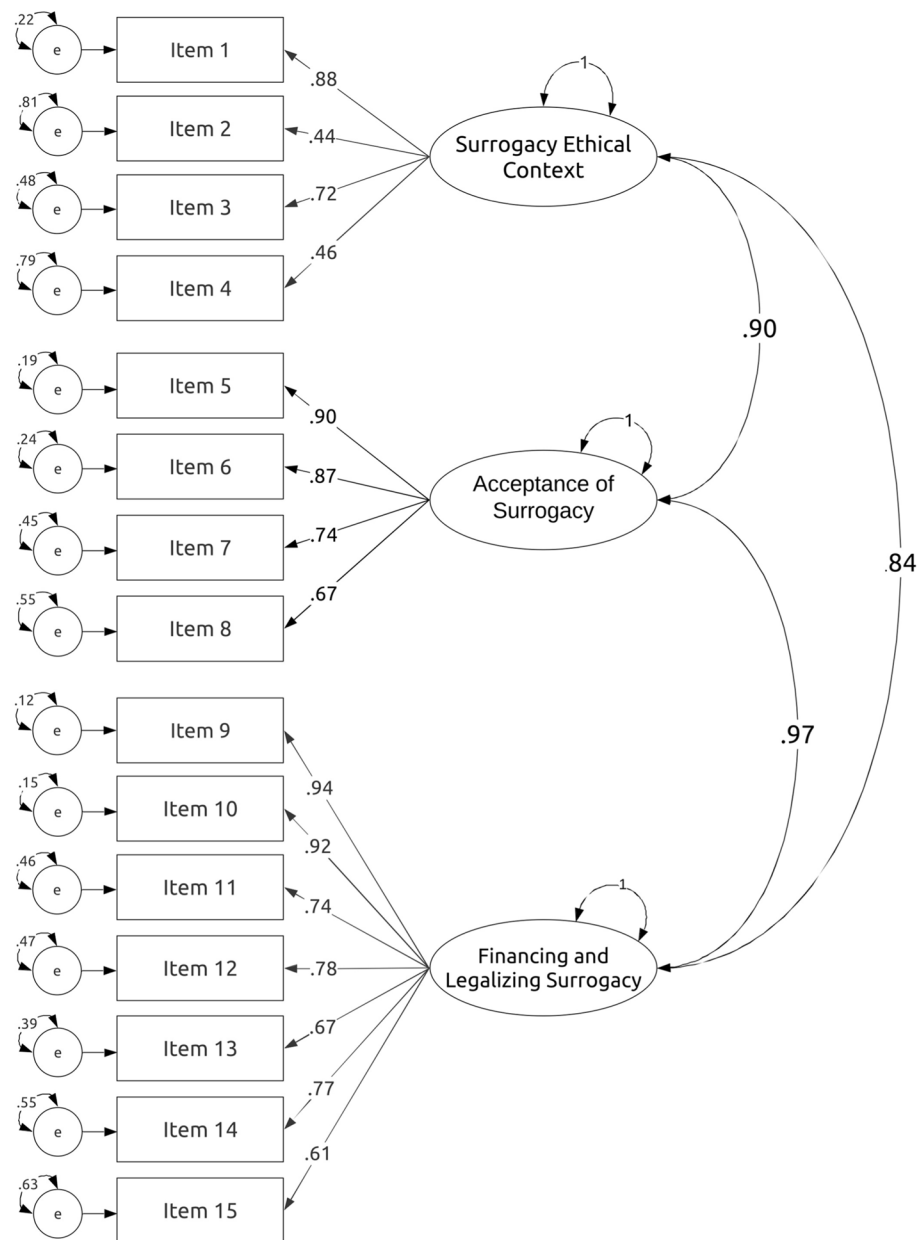 .22
e
Item 1
.88
.81
e
Item 2
.44
.48
e
Item 3
.72
.79
e
Item 4
.46
1
Surrogacy Ethical
Context
.90
.19
e
Item 5
.90
.24
e
Item 6
.87
.45
e
Item 7
.74
.55
e
Item 8
.67
1
Acceptance of
Surrogacy
.84
.97
.12
e
Item 9
.94
.15
e
Item 10
.92
.46
e
Item 11
.74
.47
e
Item 12
.78
.39
e
Item 13
.67
.55
e
Item 14
.77
.63
e
Item 15
.61
1
Financing and
Legalizing Surrogacy